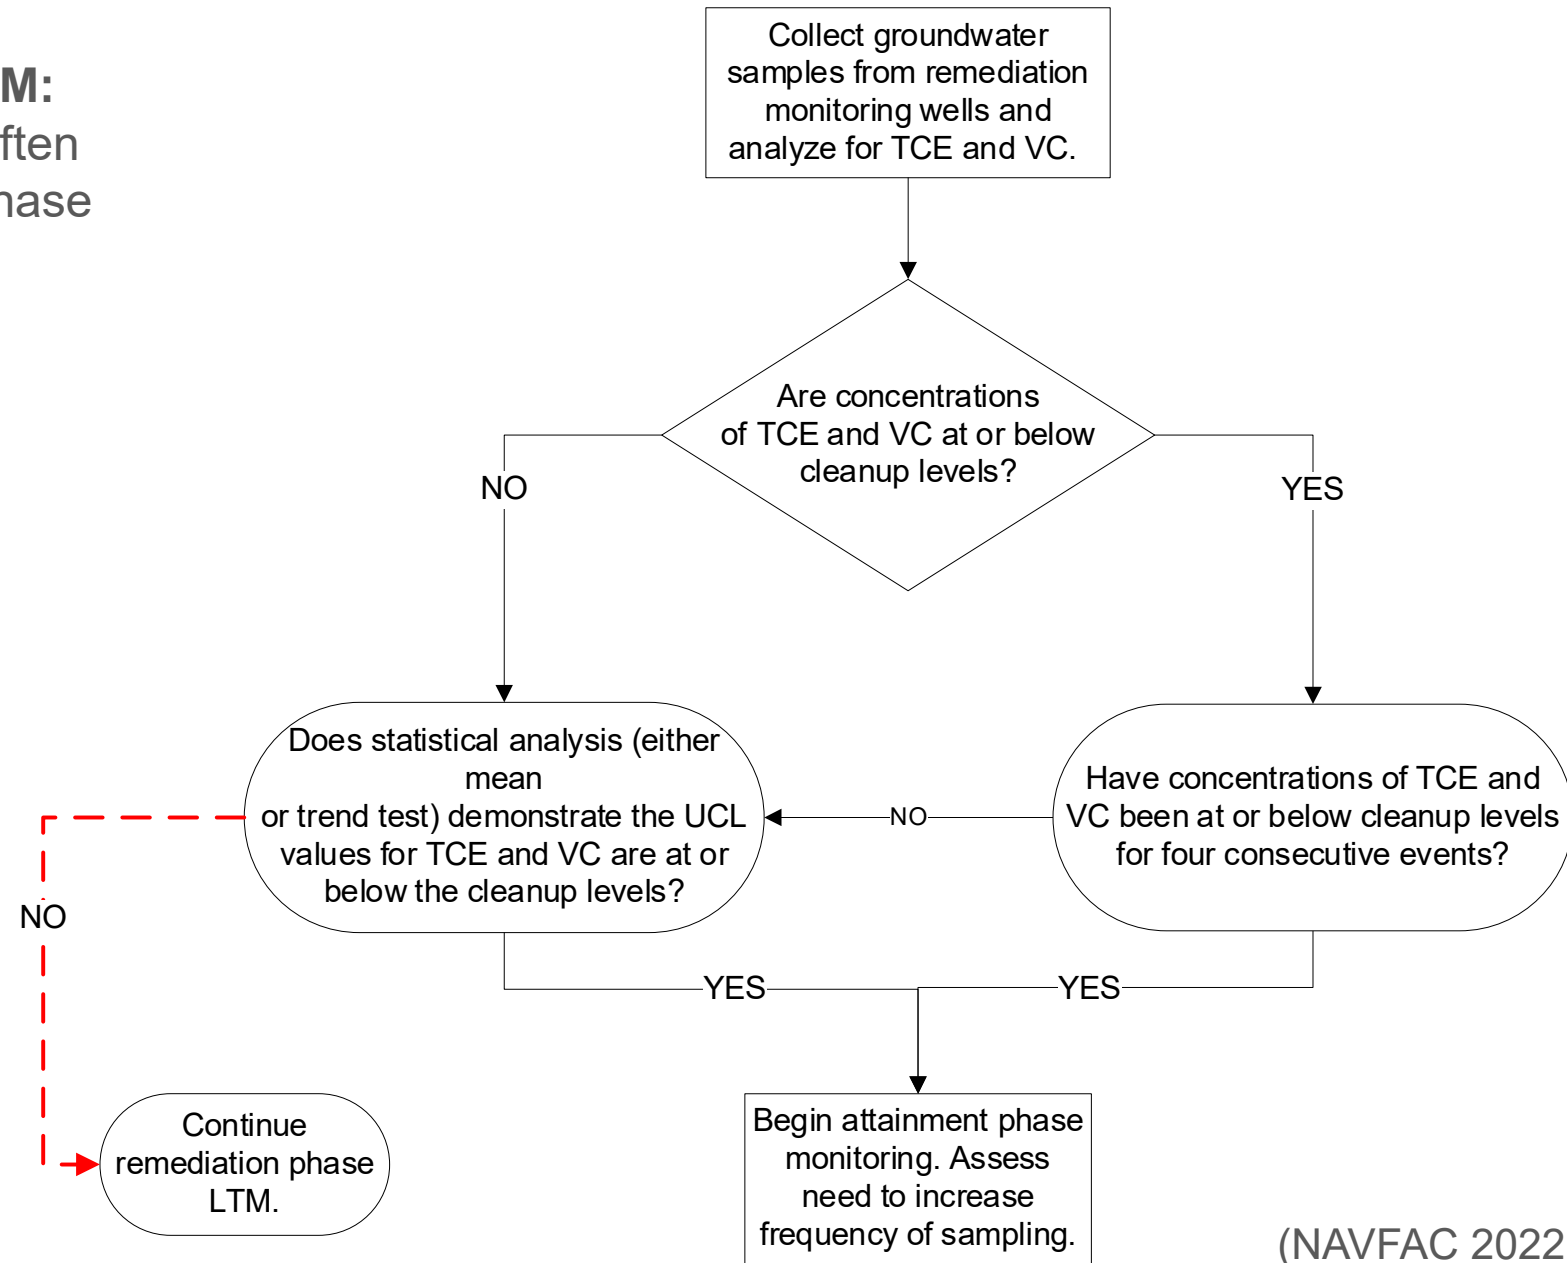 Collect groundwater
samples from remediation
monitoring wells and
analyze for TCE and VC.
M:
ften
hase
Are concentrations
of TCE and VC at or below
cleanup levels?
NO
YES
Does statistical analysis (either
mean
or trend test) demonstrate the UCL
values for TCE and VC are at or
below the cleanup levels?
NO
Have concentrations of TCE and
VC been at or below cleanup levels
for four consecutive events?
NO
YES
YES
Continue
remediation phase
LTM.
Begin attainment phase
monitoring. Assess
need to increase
frequency of sampling.
(NAVFAC 2022